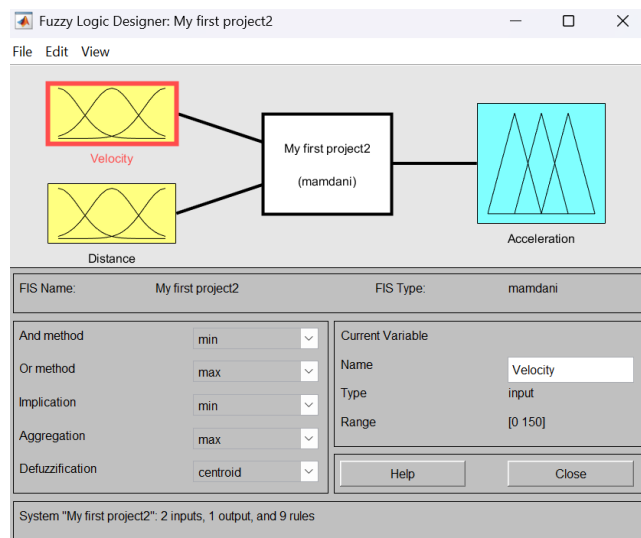 Fuzzy Logic Designer: My first project2
File Edit View
Velocity
Distance
My first project2
(mamdani)
Acceleration
FIS Name: My first project2 FIS Type: mamdani
And method min
Or method max
Implication min
Aggregation max
Defuzzification centroid
Current Variable
Name Velocity
Type input
Range [0 150]
Help Close
System "My first project2": 2 inputs, 1 output, and 9 rules